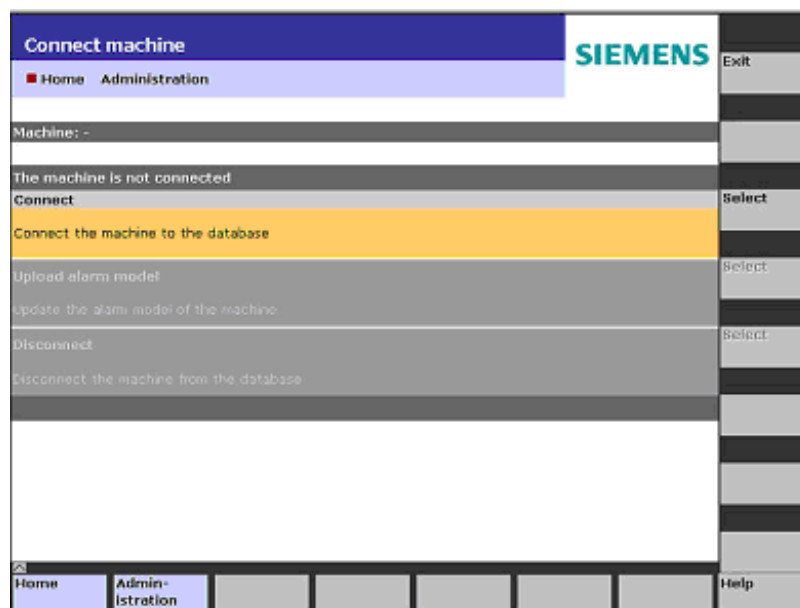 Connect machine
SIEMENS
Exit
Home Administration
Machine: -
The machine is not connected
Connect
Select
Connect the machine to the database
Upload alarm model
Select
Update the alarm model of the machine
Disconnect
Select
Disconnect the machine from the database
Home
Admin-
istration
Help